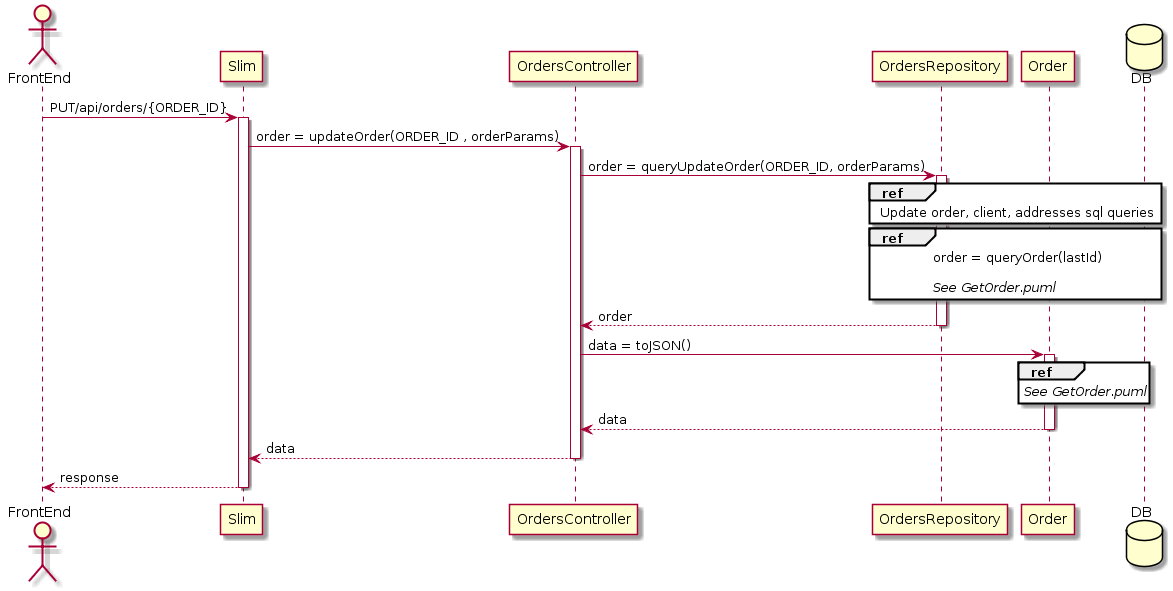 FrontEnd
Slim
OrdersController
OrdersRepository
Order
DB
PUT/api/orders/{ORDER_ID}
order = updateOrder(ORDER_ID , orderParams)
order = queryUpdateOrder(ORDER_ID, orderParams)
ref
Update order, client, addresses sql queries
ref
order = queryOrder(lastId)
See GetOrder.puml
order
data = toJSON()
ref
See GetOrder.puml
data
data
response
FrontEnd
Slim
OrdersController
OrdersRepository
Order
DB